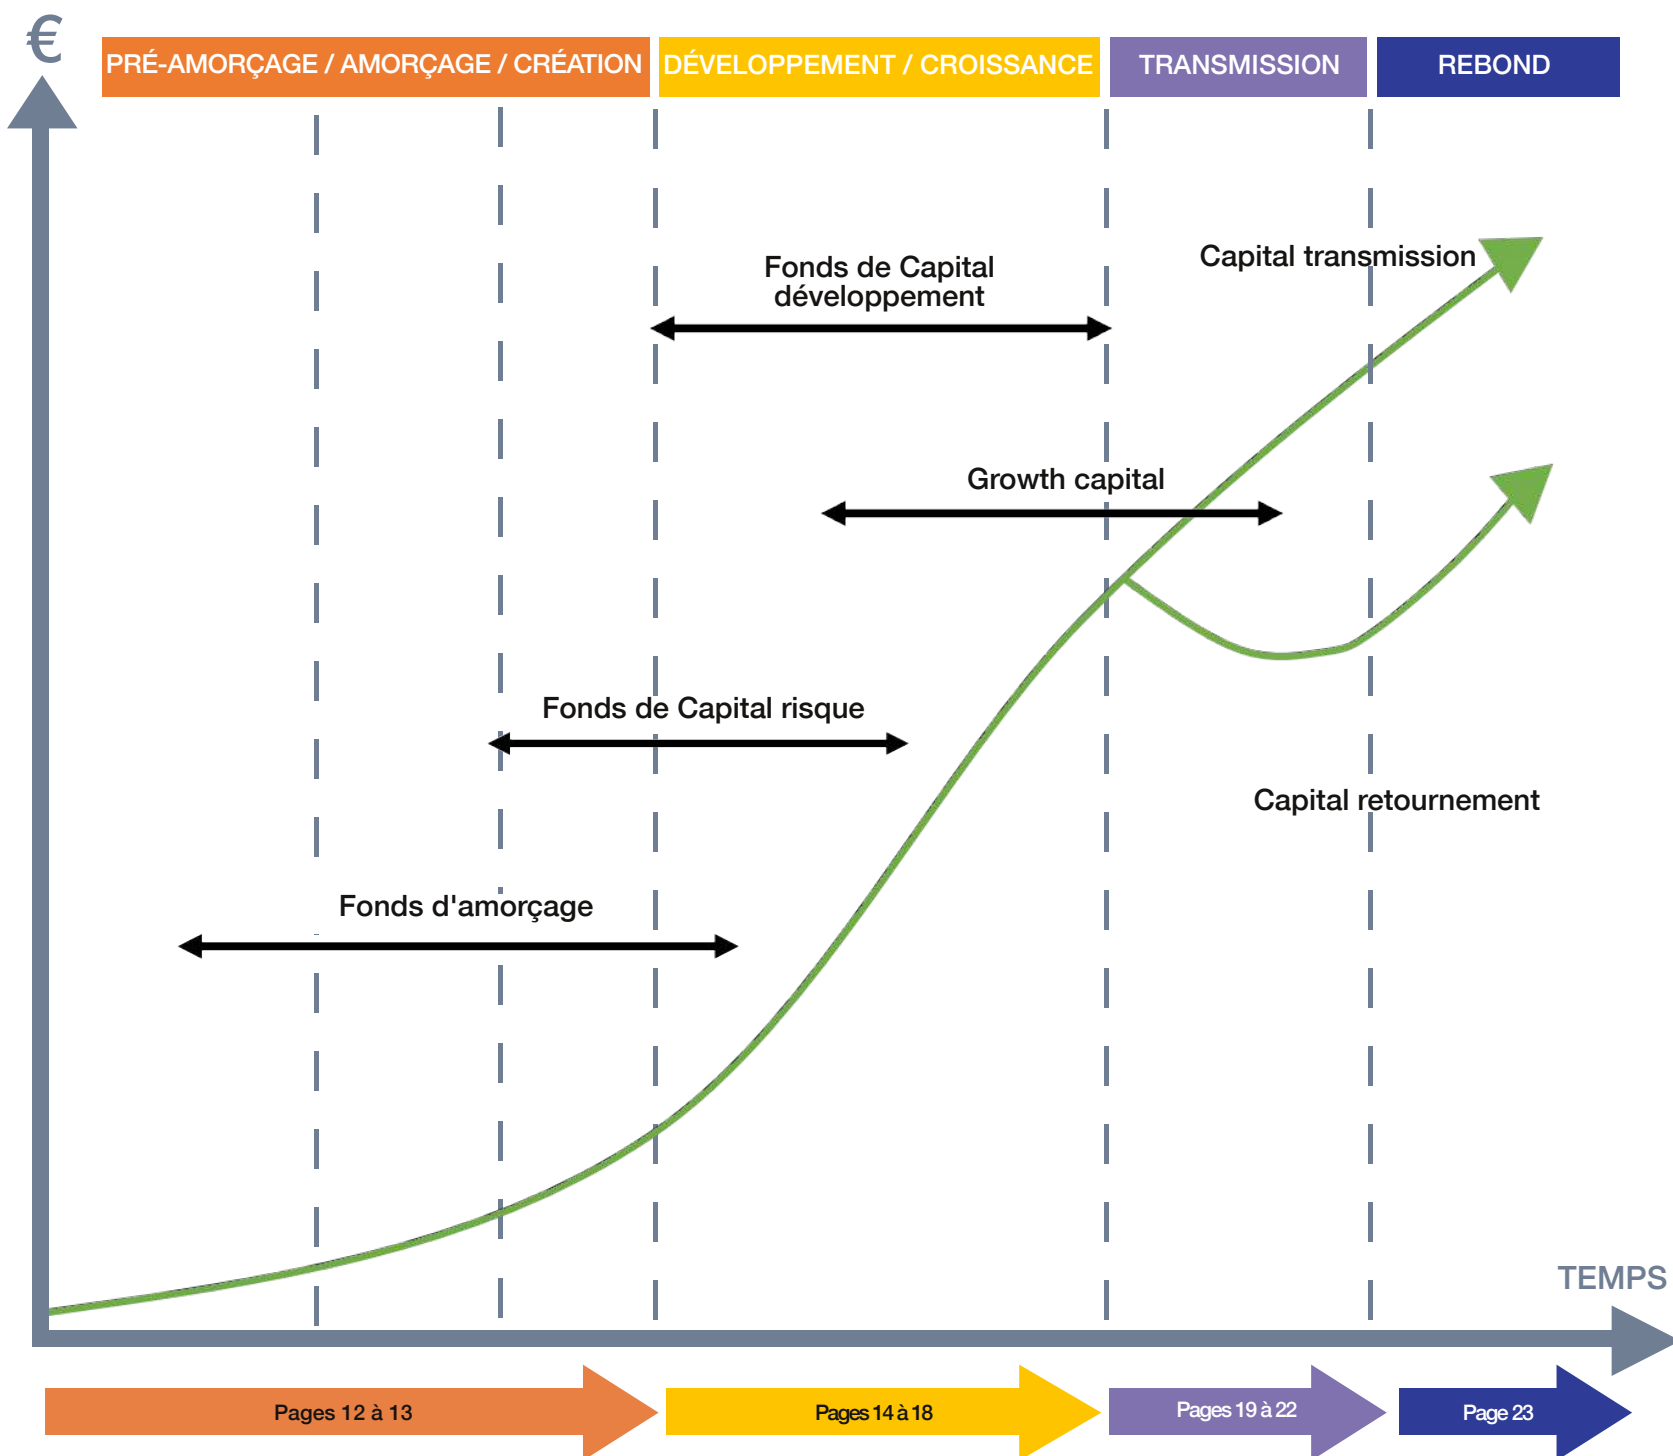 €
PRÉ-AMORÇAGE / AMORÇAGE / CRÉATION
DÉVELOPPEMENT / CROISSANCE
TRANSMISSION
REBOND
Capital transmission
Fonds de Capital
développement
Growth capital
Fonds de Capital risque
Capital retournement
Fonds d'amorçage
TEMPS
Pages 12 à 13
Pages 14 à 18
Pages 19 à 22
Page 23